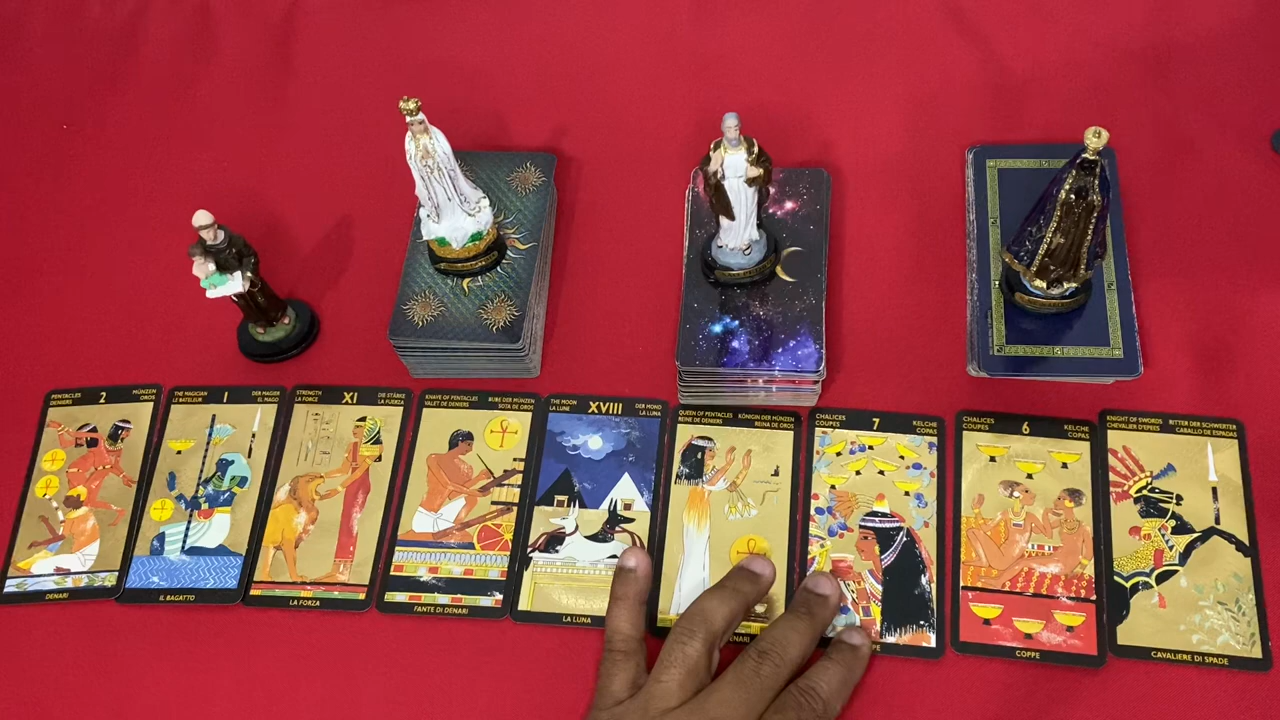 PENTACLES 2 MÜNZEN
DENIERS OROS
DENARI
THE MAGICIAN I DER MAGIER
LE BATELEUR EL MAGO
IL BAGATTO
STRENGTH XI DIE STÄRKE
LA FORCE LA FUERZA
LA FORZA
KNAVE OF PENTACLES BUBE DER MÜNZEN
VALET DE DENIERS SOTA DE OROS
FANTE DI DENARI
THE MOON XVIII DER MOND
LA LUNE LA LUNA
LA LUNA
QUEEN OF PENTACLES KÖNIGIN DER MÜNZEN
REINE DE DENIERS REINA DE OROS
DENARI
CHALICES 7 KELCHE
COUPES COPAS
PE
CHALICES 6 KELCHE
COUPES COPAS
COPPE
KNIGHT OF SWORDS RITTER DER SCHWERTER
CHEVALIER D'EPEES CABALLO DE ESPADAS
CAVALIERE DI SPADE